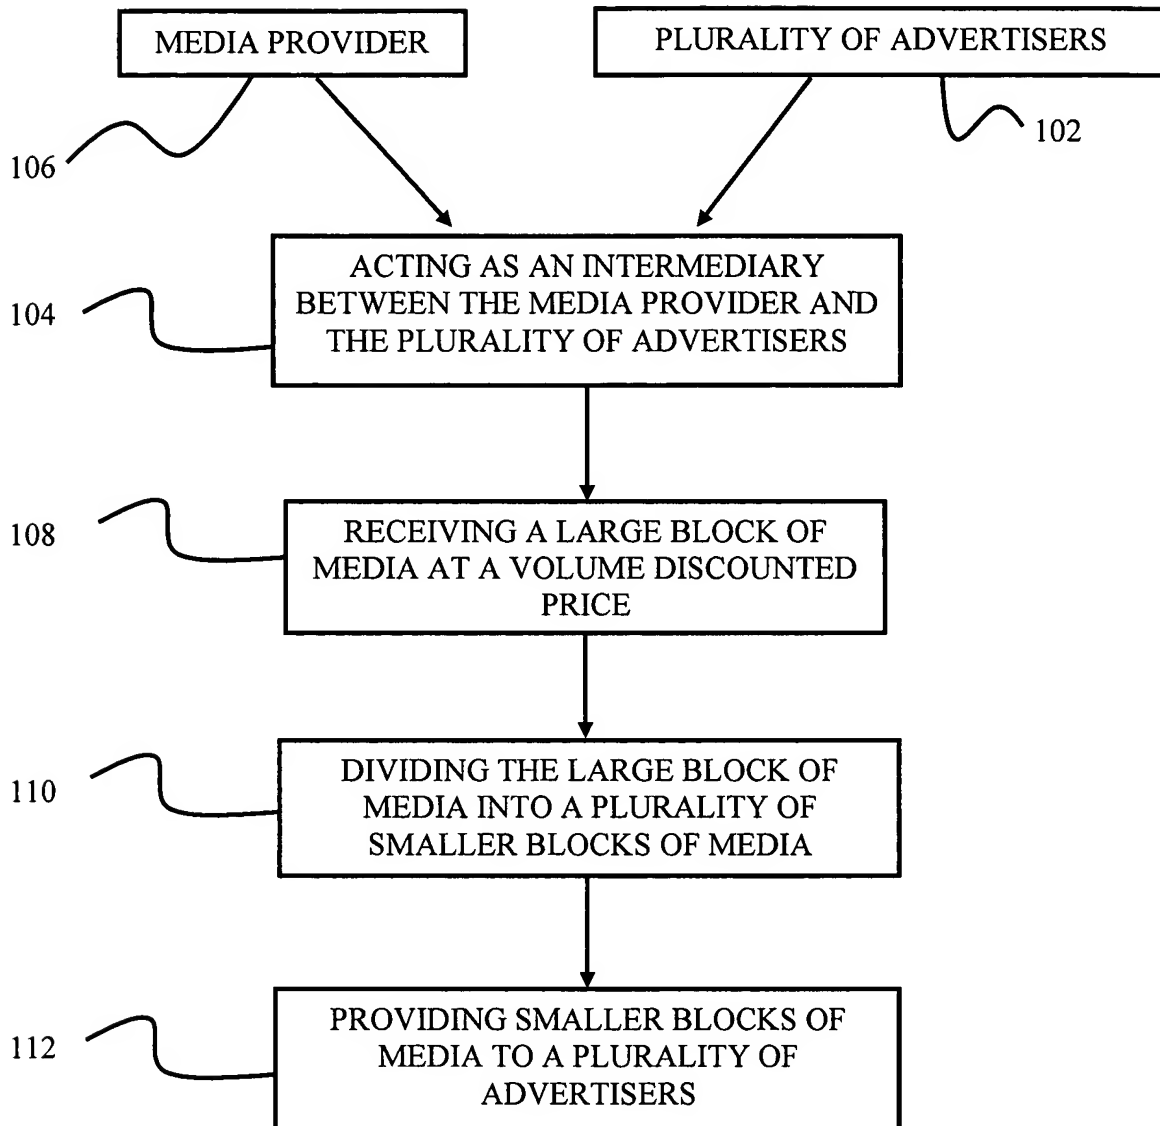 MEDIA PROVIDER
PLURALITY OF ADVERTISERS
102
106
ACTING AS AN INTERMEDIARY
BETWEEN THE MEDIA PROVIDER AND
THE PLURALITY OF ADVERTISERS
104
RECEIVING A LARGE BLOCK OF
MEDIA AT A VOLUME DISCOUNTED
PRICE
108
DIVIDING THE LARGE BLOCK OF
MEDIA INTO A PLURALITY OF
SMALLER BLOCKS OF MEDIA
110
PROVIDING SMALLER BLOCKS OF
MEDIA TO A PLURALITY OF
ADVERTISERS
112